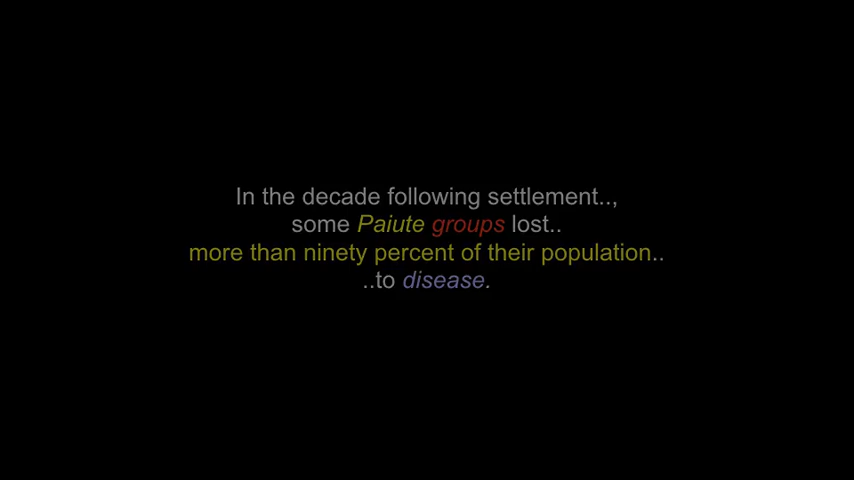 In the decade following settlement..,
some Paiute groups lost..
more than ninety percent of their population..
..to disease.